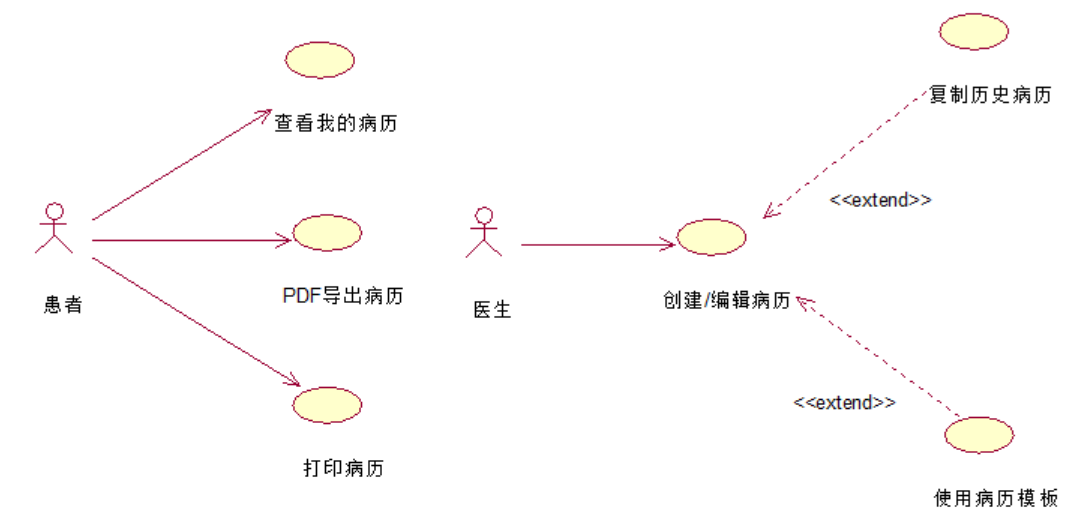 复制历史病历
查看我的病历
<<extend>>
患者
PDF导出病历
医生
创建/编辑病历
<<extend>>
打印病历
使用病历模板